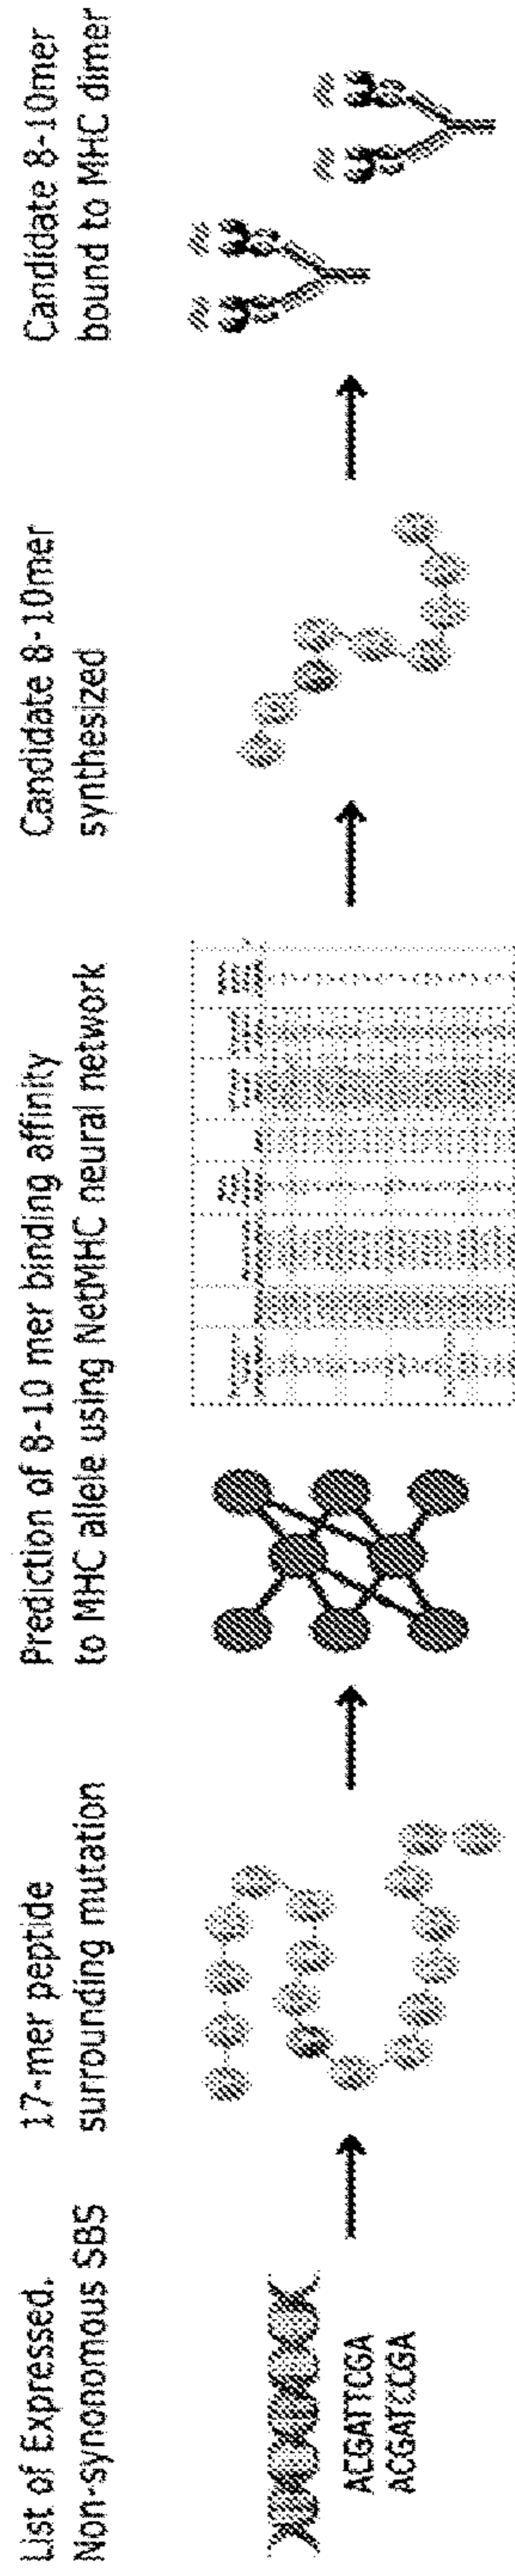 List of Expressed.
Non-synonomous SBS
ACGATTCGA
ACGATCCGA
17-mer peptide
surrounding mutation
Prediction of 8-10 mer binding affinity
to MHC allele using NetMHC neural network
Candidate 8-10mer
synthesized
Candidate 8-10mer
bound to MHC dimer